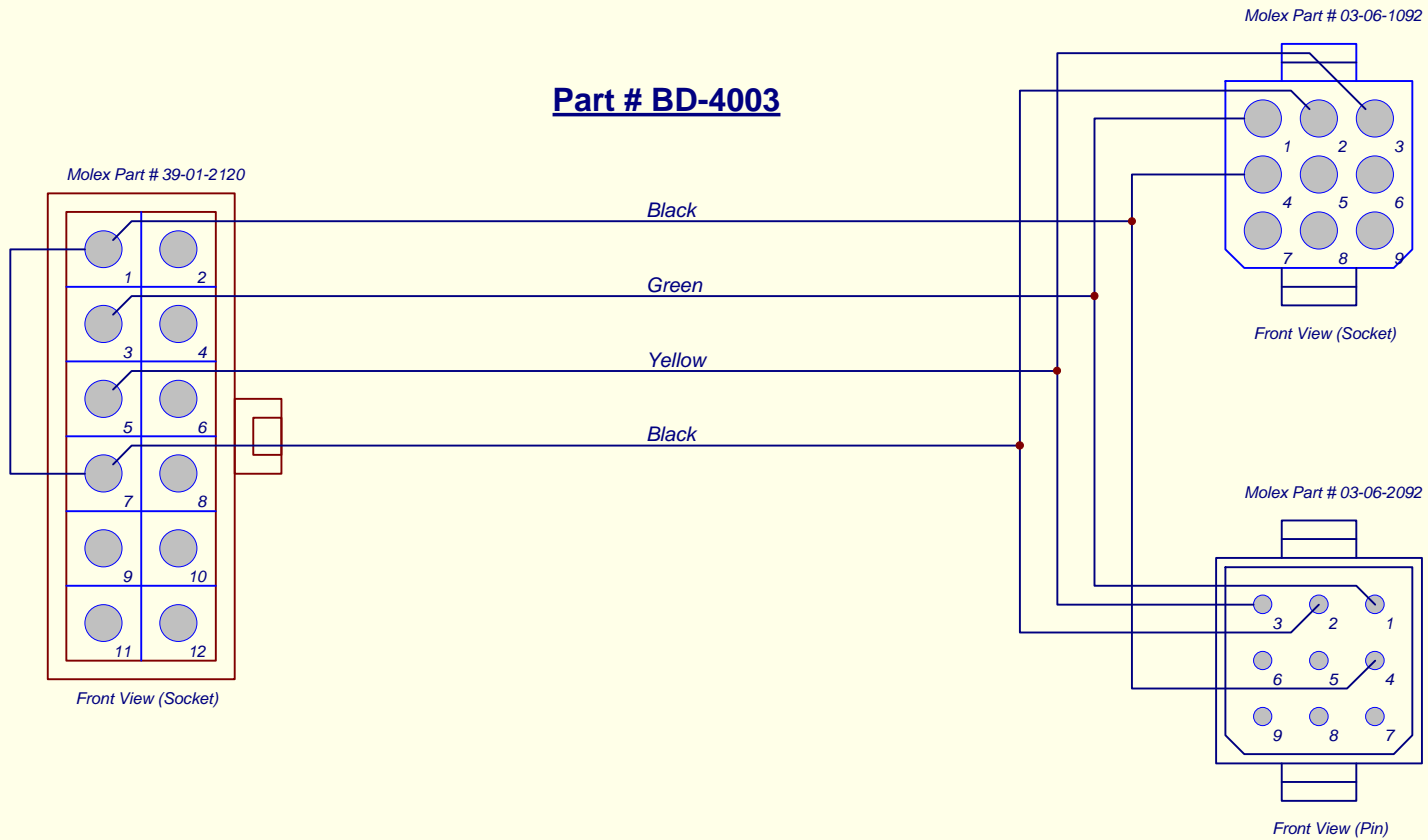 Molex Part # 03-06-1092
Part # BD-4003
Molex Part # 39-01-2120
1 2 3
4 5 6
7 8 9
Front View (Socket)
Black
Green
Yellow
Black
1 2
3 4
5 6
7 8
9 10
11 12
Front View (Socket)
Molex Part # 03-06-2092
3 2 1
6 5 4
9 8 7
Front View (Pin)